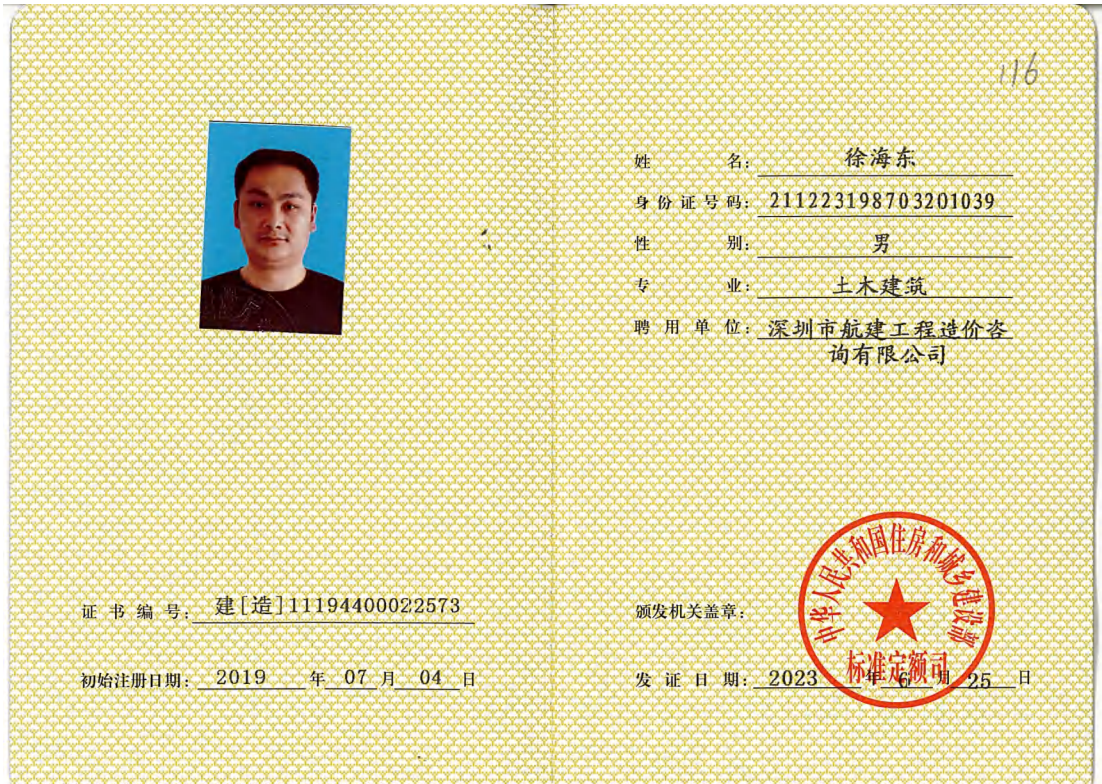 116
姓 名: 徐海东
身份证号码: 211223198703201039
性 别: 男
专 业: 土木建筑
聘用单位: 深圳市航建工程造价咨
询有限公司
证书编号: 建[造]11194400022573
初始注册日期: 2019 年 07 月 04 日
颁发机关盖章:
中华人民共和国住房和城乡建设部
标准定额司
发证日期: 2023 年 6 月 25 日